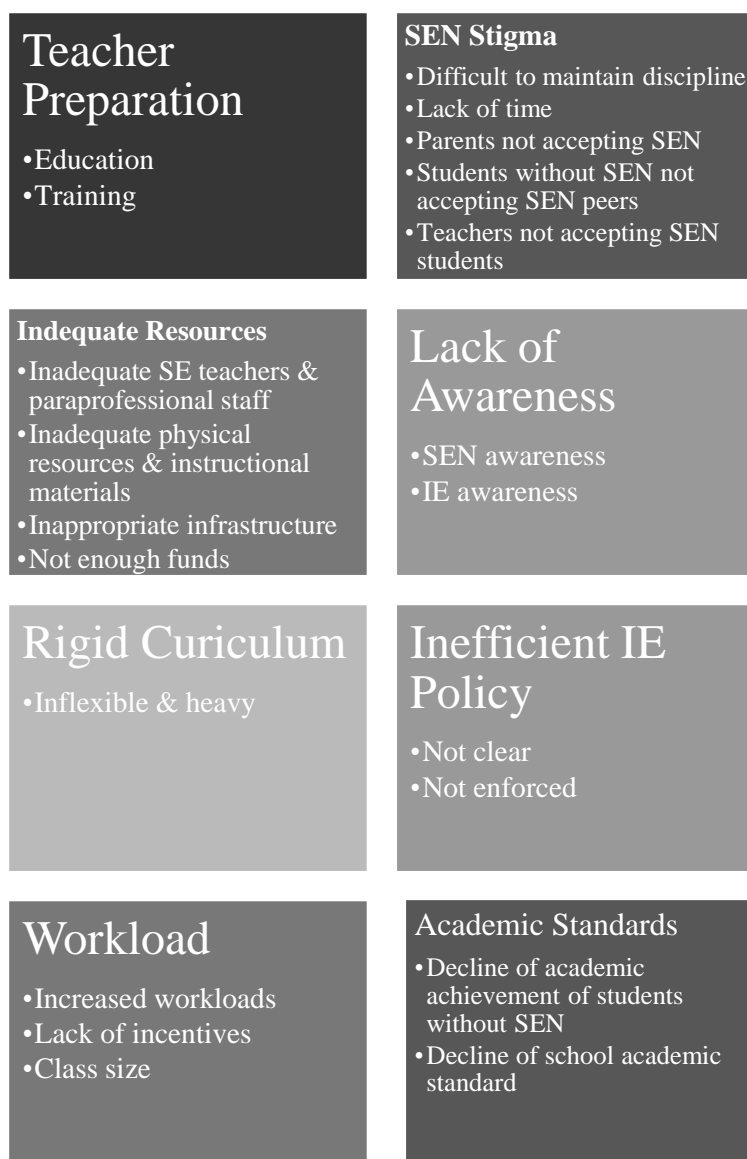 Teacher
Preparation
•Education
•Training
SEN Stigma
•Difficult to maintain discipline
•Lack of time
•Parents not accepting SEN
•Students without SEN not
accepting SEN peers
•Teachers not accepting SEN
students
Indequate Resources
•Inadequate SE teachers &
paraprofessional staff
•Inadequate physical
resources & instructional
materials
•Inappropriate infrastructure
•Not enough funds
Lack of
Awareness
•SEN awareness
•IE awareness
Rigid Curiculum
•Inflexible & heavy
Inefficient IE
Policy
•Not clear
•Not enforced
Workload
•Increased workloads
•Lack of incentives
•Class size
Academic Standards
•Decline of academic
achievement of students
without SEN
•Decline of school academic
standard